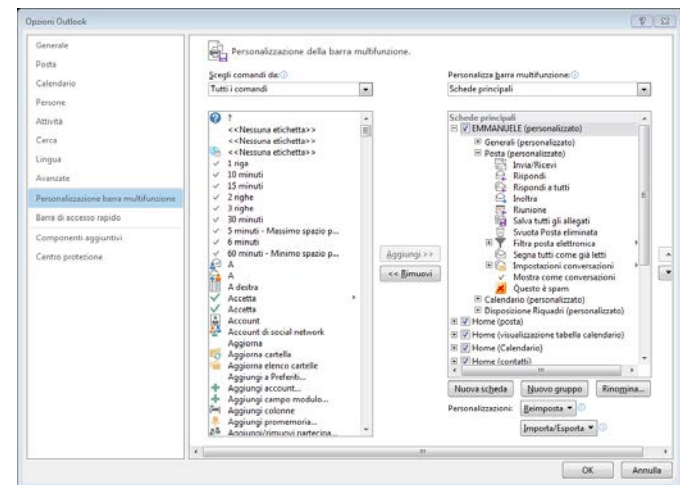 Opzioni Outlook
Generale
Posta
Calendario
Persone
Attività
Cerca
Lingua
Avanzate
Personalizzazione barra multifunzione
Barra di accesso rapido
Componenti aggiuntivi
Centro protezione
Personalizzazione della barra multifunzione.
Scegli comandi da:
Tutti i comandi
?
<<Nessuna etichetta>>
<<Nessuna etichetta>>
<<Nessuna etichetta>>
1 riga
10 minuti
15 minuti
2 righe
3 righe
30 minuti
5 minuti - Massimo spazio p...
6 minuti
60 minuti - Minimo spazio p...
A
A
A destra
Accetta
Accetta
Account
Account di social network
Aggiorna
Aggiorna cartella
Aggiorna elenco cartelle
Aggiungi a Preferiti...
Aggiungi account...
Aggiungi campo modulo...
Aggiungi colonne
Aggiungi promemoria...
Aggiungi/rimuovi partecipa...
Aggiungi >>
<< Rimuovi
Personalizza barra multifunzione:
Schede principali
Schede principali
EMMANUELE (personalizzato)
Generali (personalizzato)
Posta (personalizzato)
Invia/Ricevi
Rispondi
Rispondi a tutti
Inoltra
Riunione
Salva tutti gli allegati
Svuota Posta eliminata
Filtra posta elettronica
Segna tutti come già letti
Impostazioni conversazioni
Mostra come conversazioni
Questo è spam
Calendario (personalizzato)
Disposizione Riquadri (personalizzato)
Home (posta)
Home (visualizzazione tabella calendario)
Home (Calendario)
Home (contatti)
Nuova scheda
Nuovo gruppo
Rinomina...
Personalizzazioni:
Reimposta
Importa/Esporta
OK
Annulla